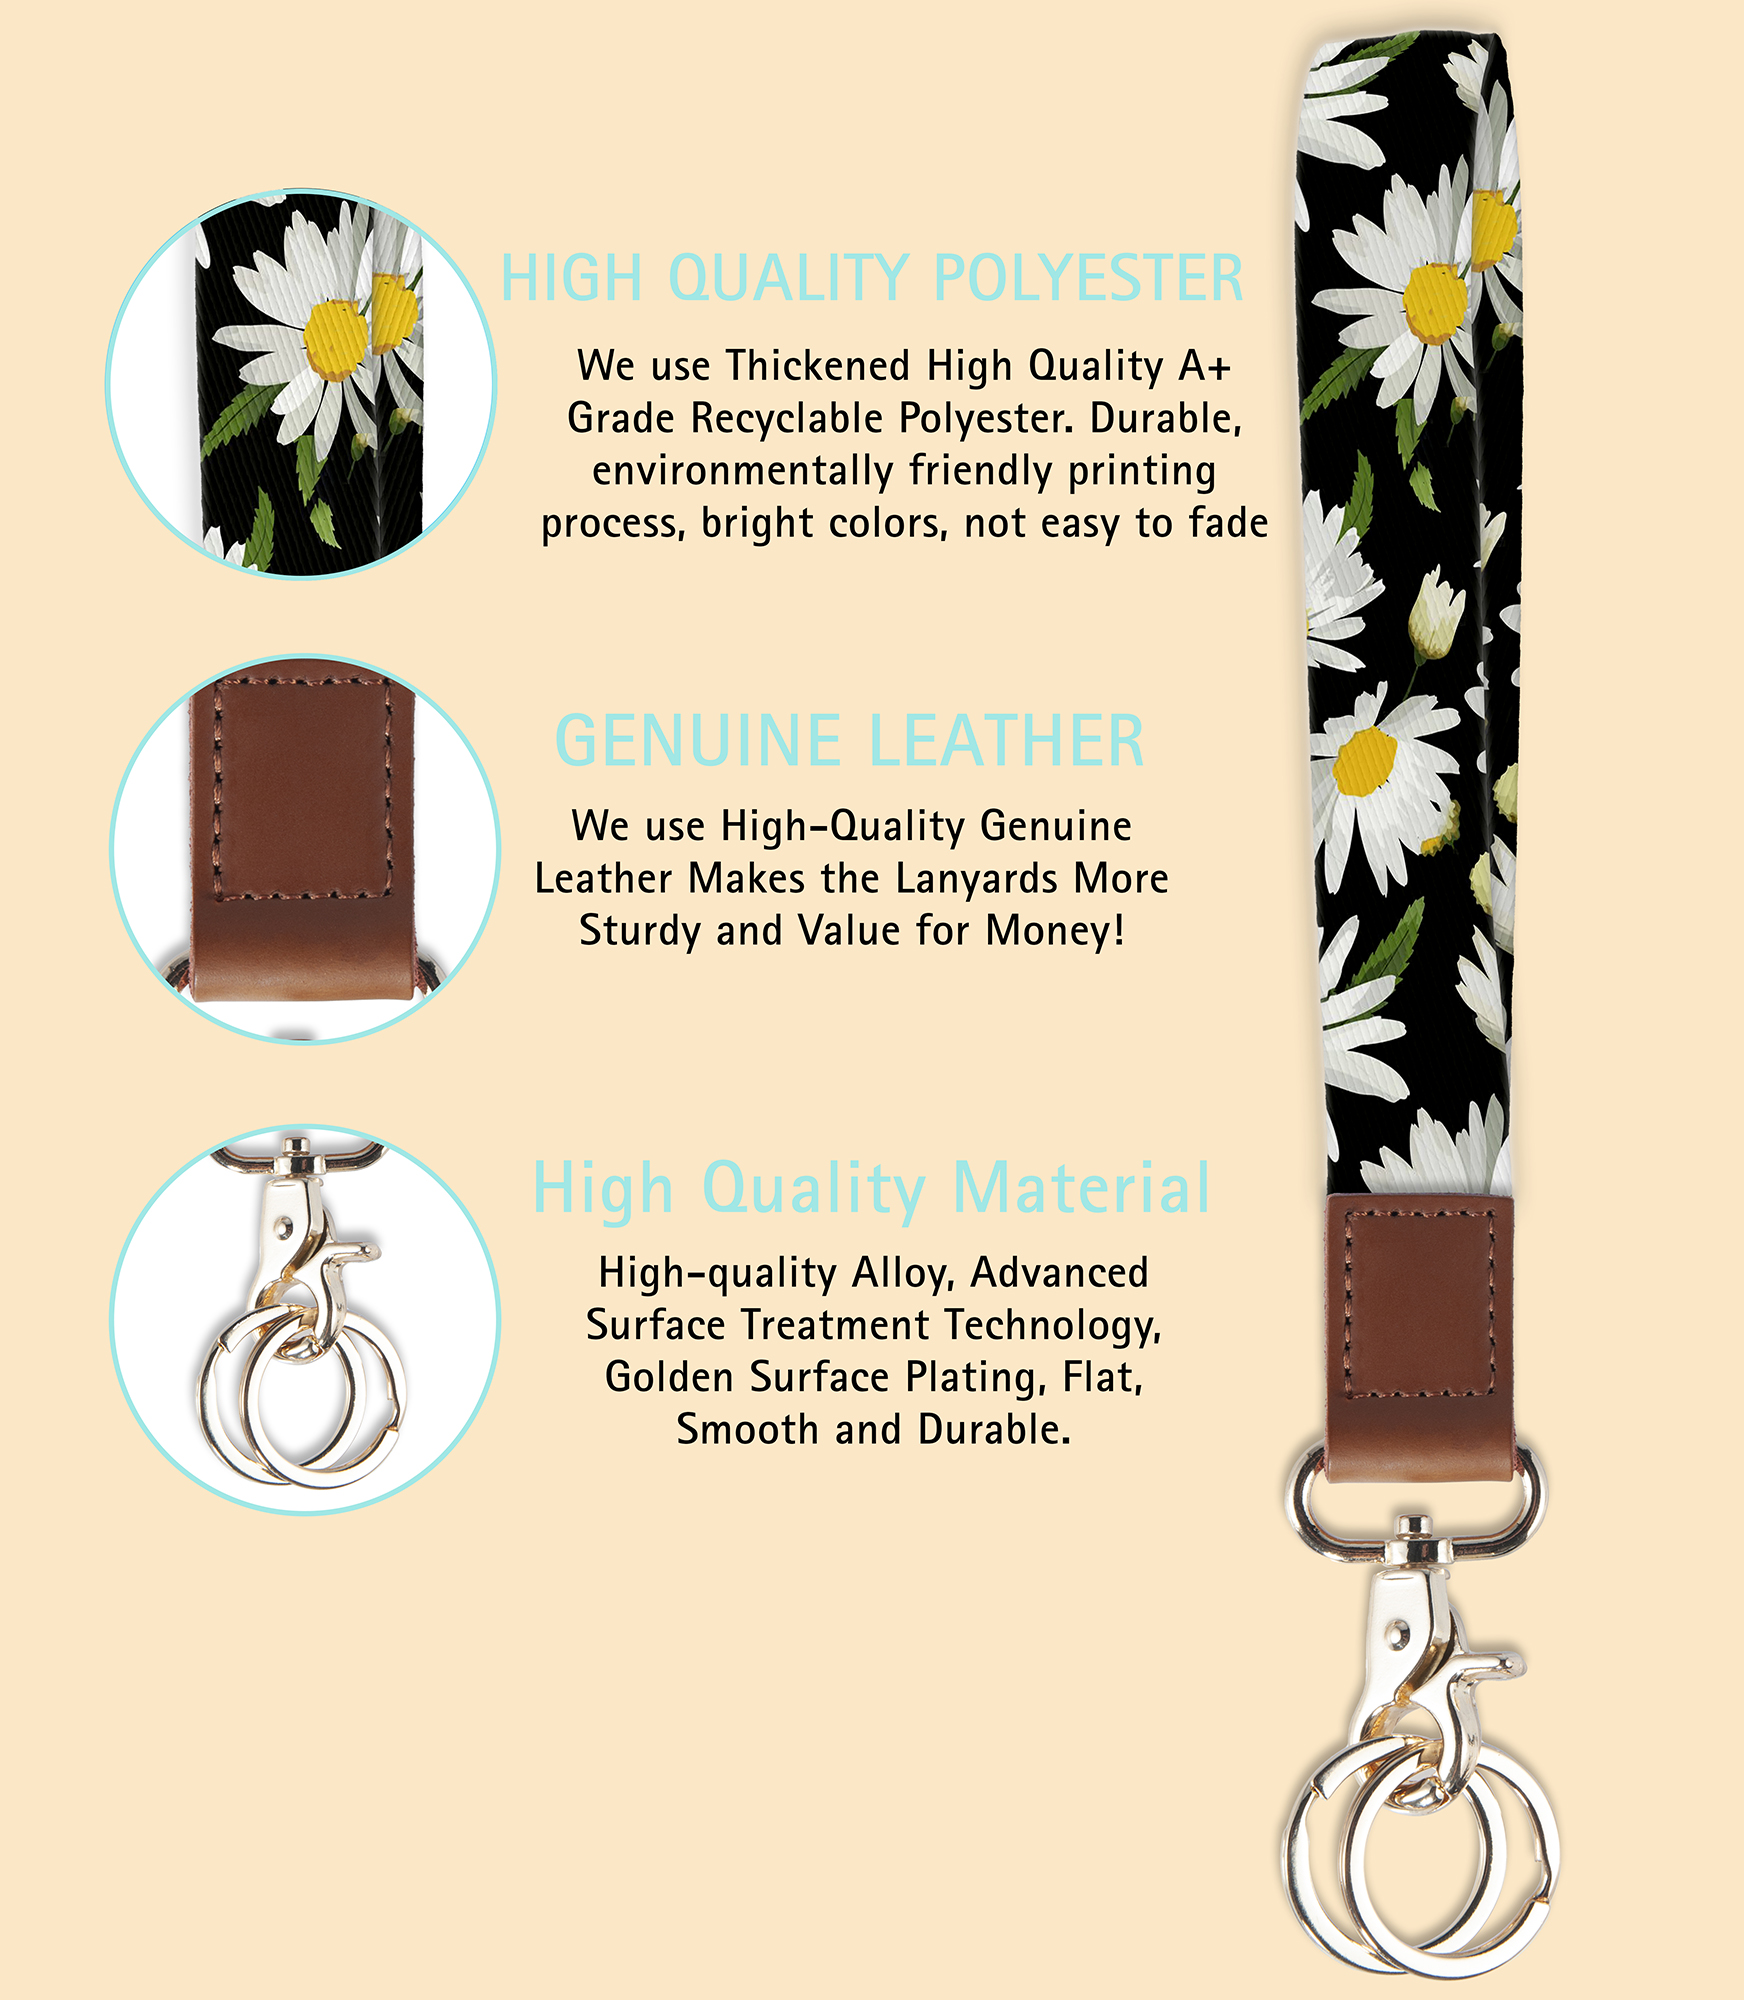 HIGH QUALITY POLYESTER
We use Thickened High Quality A+
Grade Recyclable Polyester. Durable,
environmentally friendly printing
process, bright colors, not easy to fade
GENUINE LEATHER
We use High-Quality Genuine
Leather Makes the Lanyards More
Sturdy and Value for Money!
High Quality Material
High-quality Alloy, Advanced
Surface Treatment Technology,
Golden Surface Plating, Flat,
Smooth and Durable.